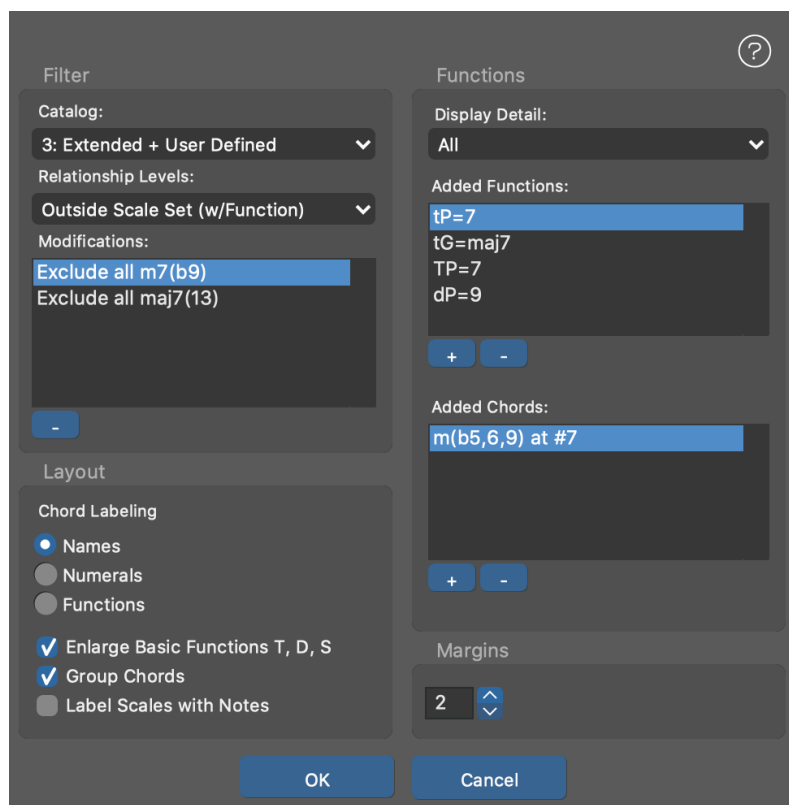 ?
Filter
Catalog:
3: Extended + User Defined
Relationship Levels:
Outside Scale Set (w/Function)
Modifications:
Exclude all m7(b9)
Exclude all maj7(13)
-
Layout
Chord Labeling
Names
Numerals
Functions
Enlarge Basic Functions T, D, S
Group Chords
Label Scales with Notes
Functions
Display Detail:
All
Added Functions:
tP=7
tG=maj7
TP=7
dP=9
+ -
Added Chords:
m(b5,6,9) at #7
+ -
Margins
2
OK Cancel